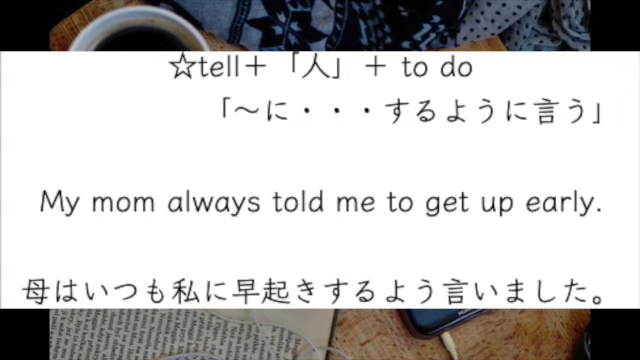 ☆tell＋「人」＋ to do
「～に・・・するように言う」
My mom always told me to get up early.
母はいつも私に早起きするよう言いました。